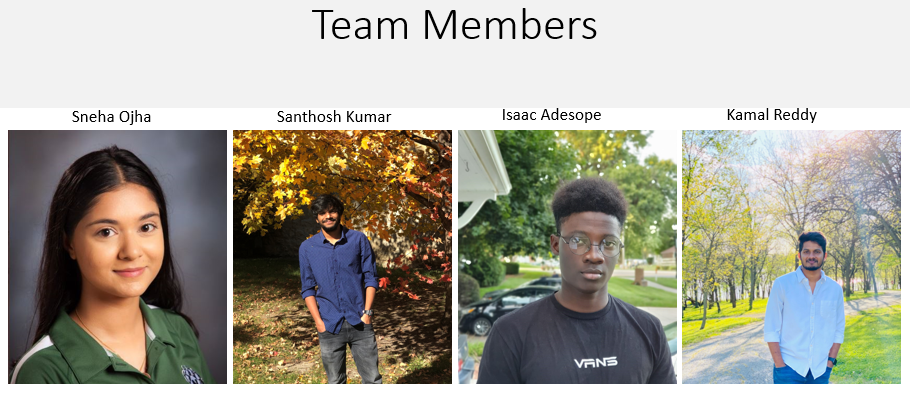 Team Members
Sneha Ojha
Santhosh Kumar
Isaac Adesope
Kamal Reddy
VANS